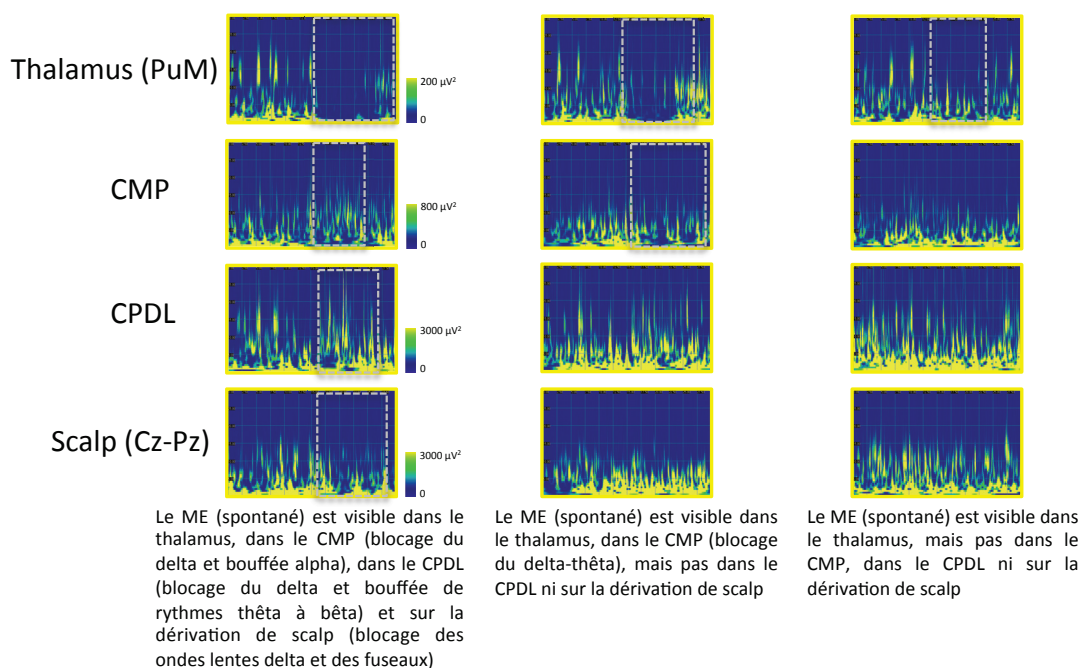 Thalamus (PuM)
200 µV²
0
CMP
800 µV²
0
CPDL
3000 µV²
0
Scalp (Cz-Pz)
3000 µV²
0
Le ME (spontané) est visible dans le
thalamus, dans le CMP (blocage du
delta et bouffée alpha), dans le CPDL
(blocage du delta et bouffée de
rythmes thêta à bêta) et sur la
dérivation de scalp (blocage des
ondes lentes delta et des fuseaux)
Le ME (spontané) est visible dans
le thalamus, dans le CMP (blocage
du delta-thêta), mais pas dans le
CPDL ni sur la dérivation de scalp
Le ME (spontané) est visible dans
le thalamus, mais pas dans le
CMP, dans le CPDL ni sur la
dérivation de scalp